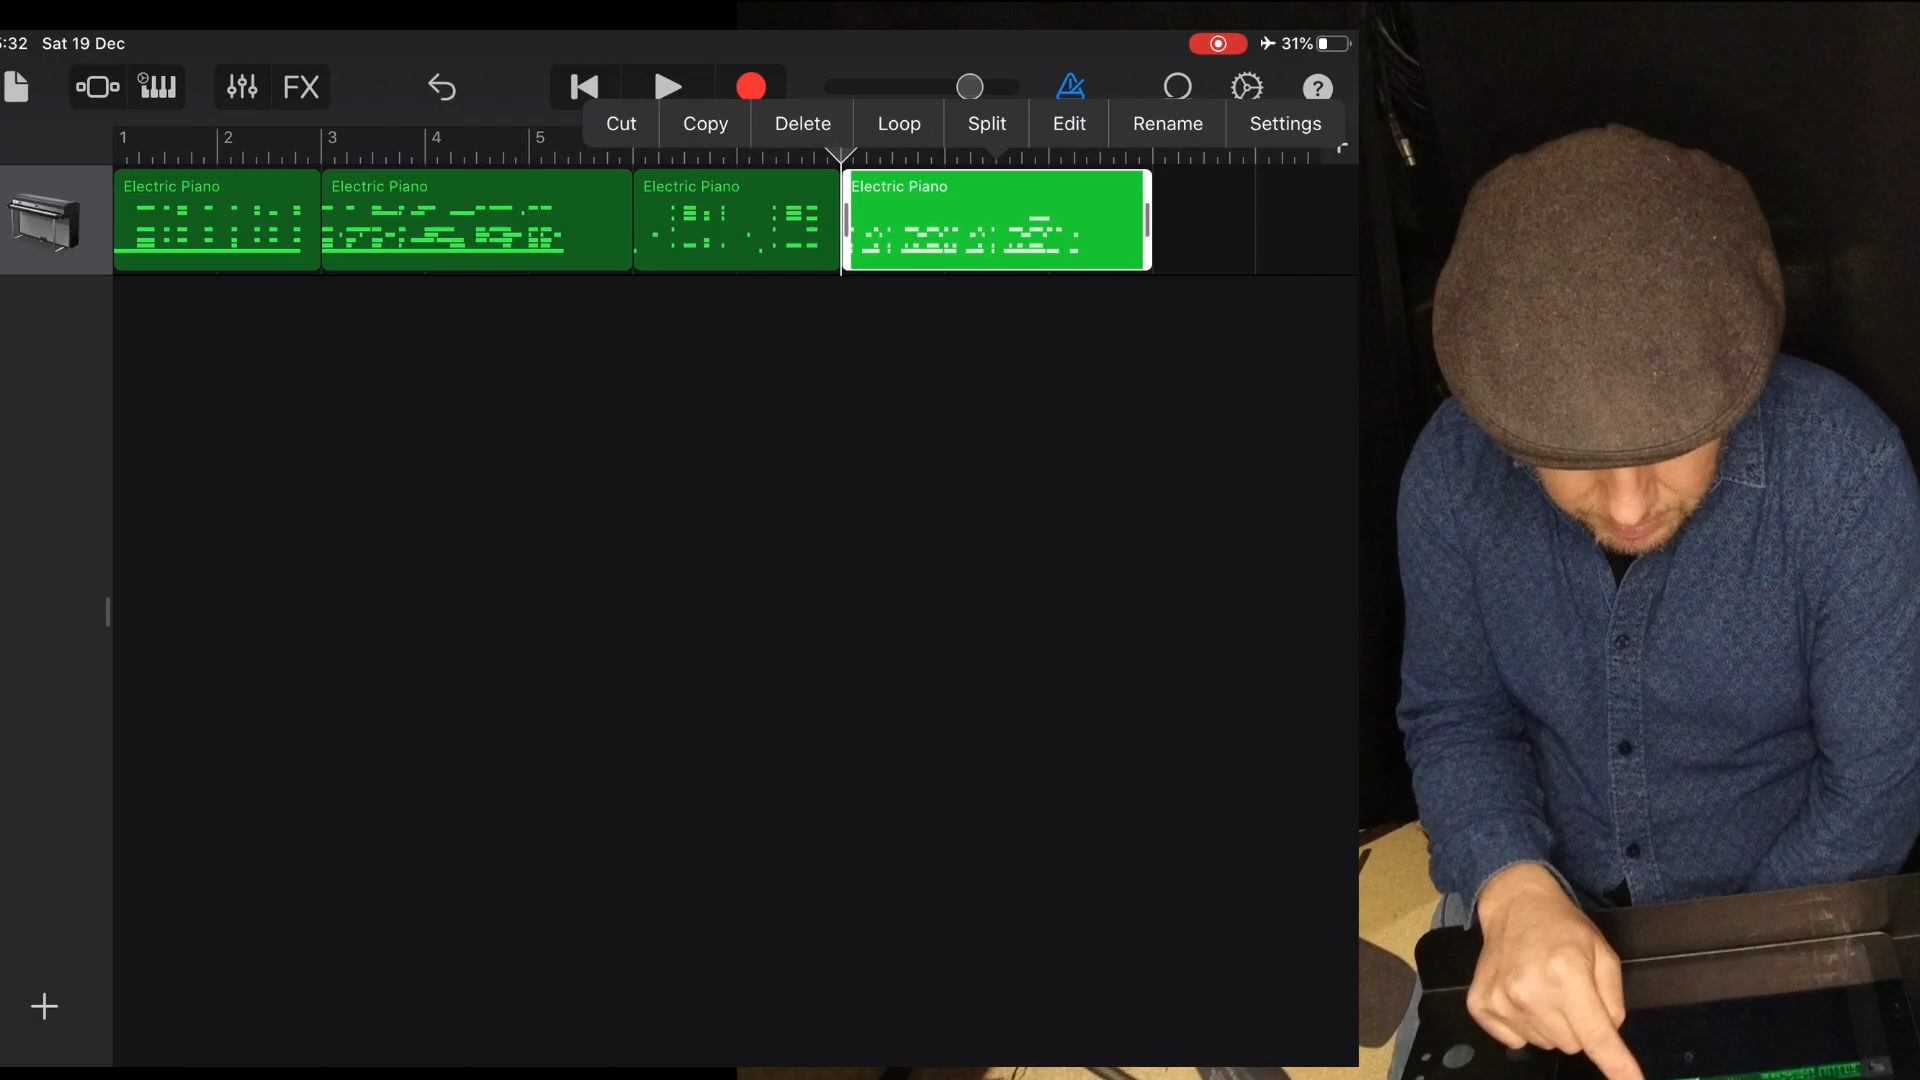 :32 Sat 19 Dec 31%
FX ?
Cut Copy Delete Loop Split Edit Rename Settings
1 2 3 4 5
Electric Piano Electric Piano Electric Piano Electric Piano